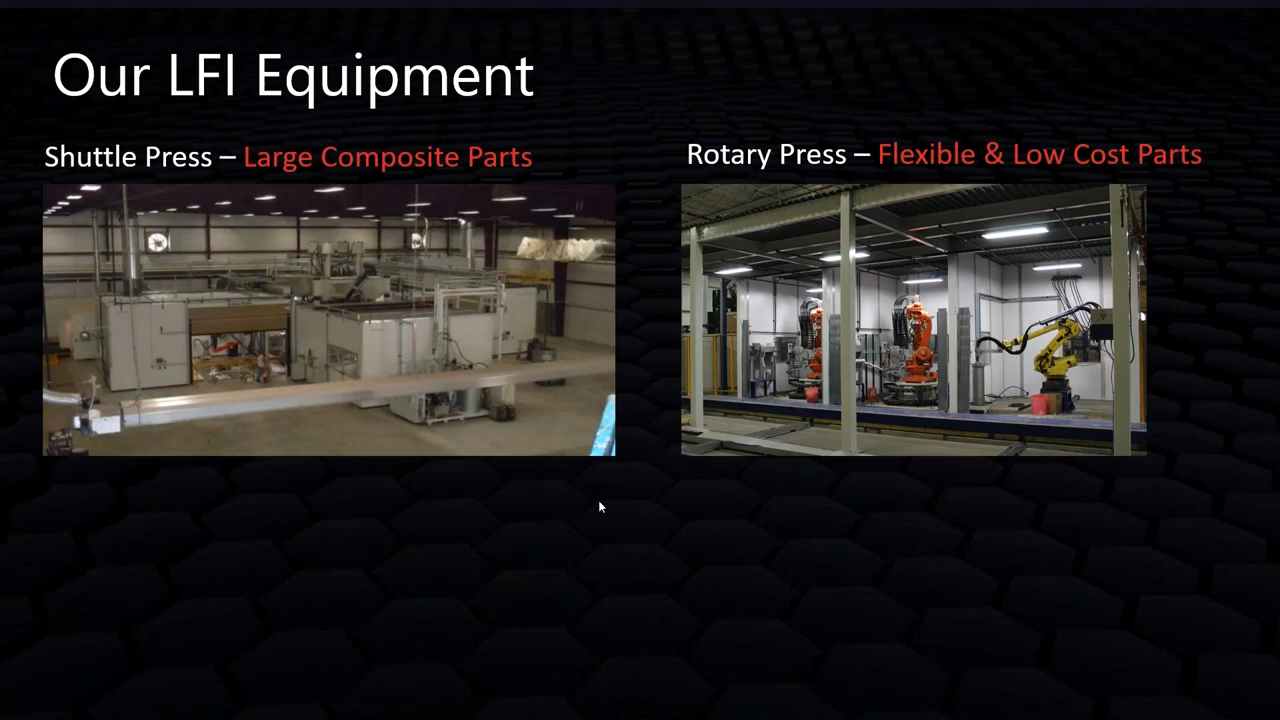 Our LFI Equipment
Shuttle Press – Large Composite Parts
Rotary Press – Flexible & Low Cost Parts